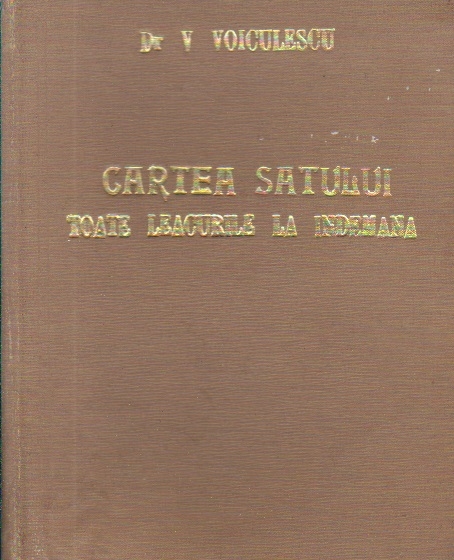 Dr V VOICULESCU
CARTEA SATULUI
TOATE LEACURILE LA INDEMANA